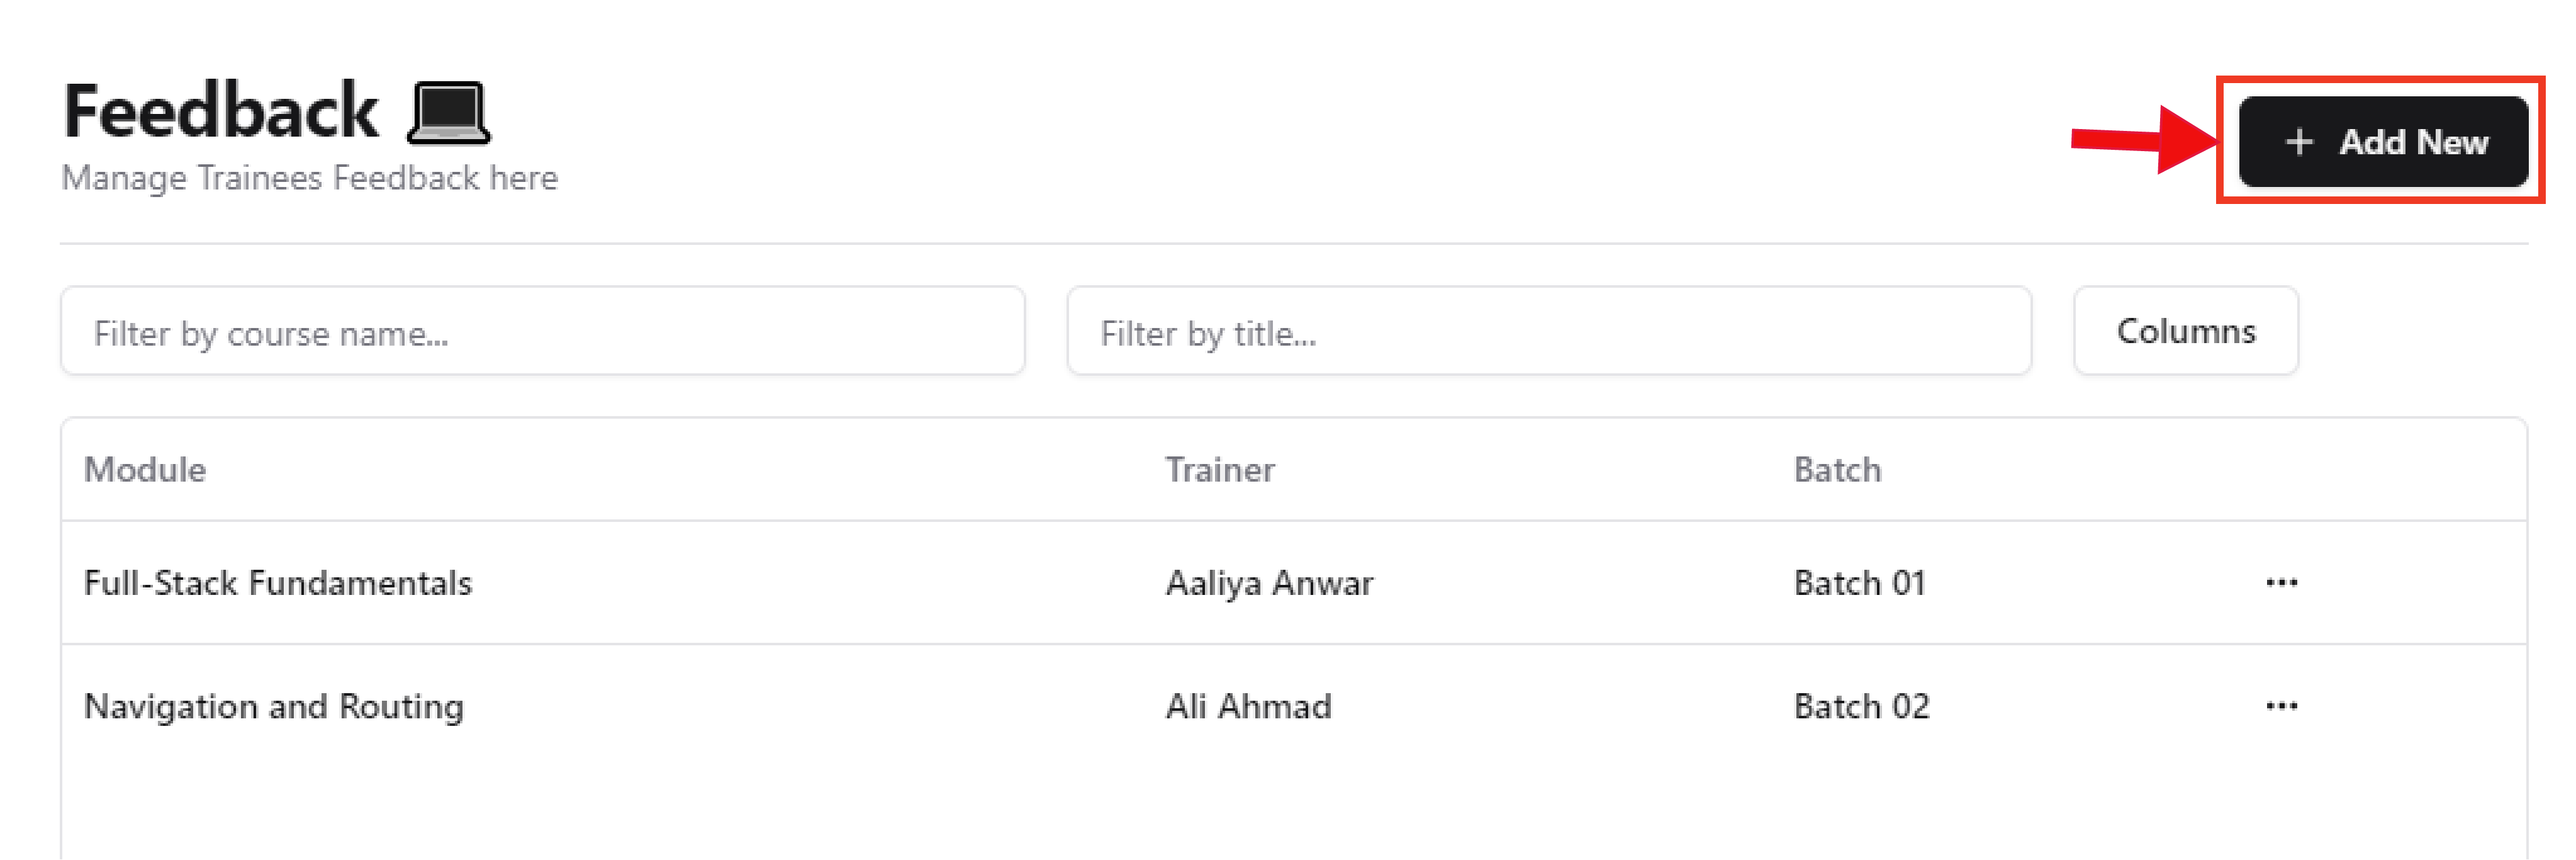 Feedback
Manage Trainees Feedback here
+ Add New
Filter by course name...
Filter by title...
Columns
Module Trainer Batch
Full-Stack Fundamentals Aaliya Anwar Batch 01 ...
Navigation and Routing Ali Ahmad Batch 02 ...